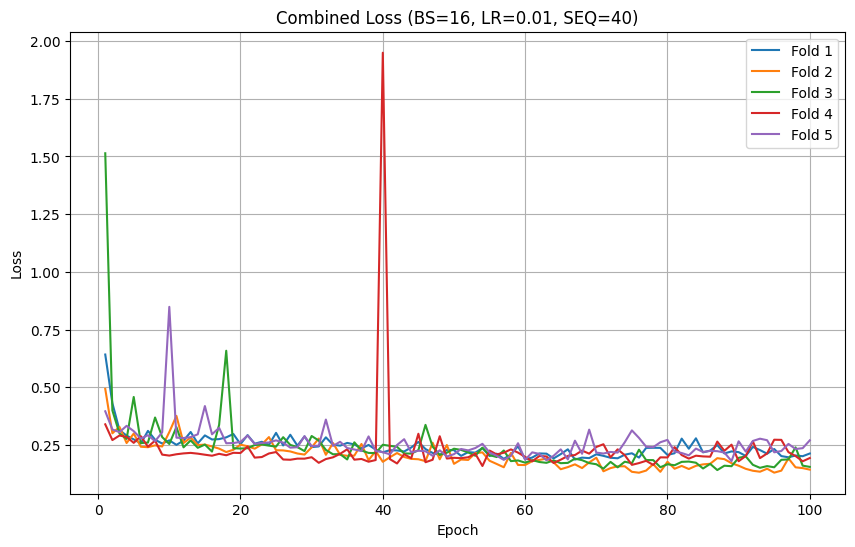 Combined Loss (BS=16, LR=0.01, SEQ=40)
2.00
1.75
1.50
1.25
1.00
0.75
0.50
0.25
Loss
Fold 1
Fold 2
Fold 3
Fold 4
Fold 5
0
20
40
60
80
100
Epoch